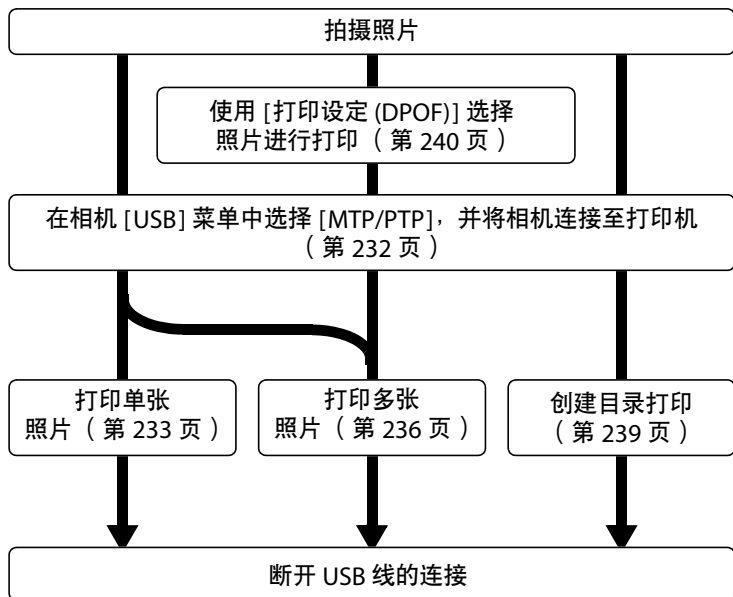 拍摄照片
使用 [打印设定 (DPOF)] 选择
照片进行打印（第 240 页）
在相机 [USB] 菜单中选择 [MTP/PTP]，并将相机连接至打印机
（第 232 页）
打印单张
照片（第 233 页）
打印多张
照片（第 236 页）
创建目录打印
（第 239 页）
断开 USB 线的连接